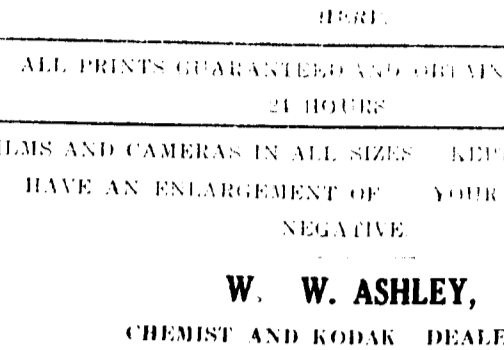 HERE.
ALL PRINTS GUARANTEED AND OBTAIN
24 HOURS
ILMS AND CAMERAS IN ALL SIZES KEP
HAVE AN ENLARGEMENT OF YOUR
NEGATIVE
W. W. ASHLEY,
CHEMIST AND KODAK DEALE